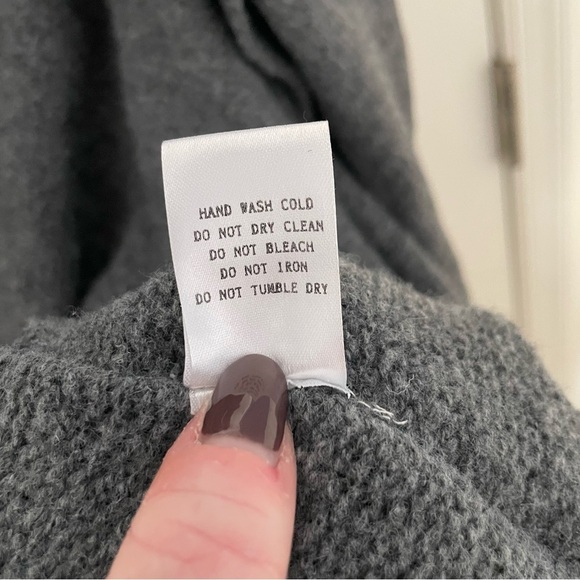 HAND WASH COLD
DO NOT DRY CLEAN
DO NOT BLEACH
DO NOT IRON
DO NOT TUMBLE DRY